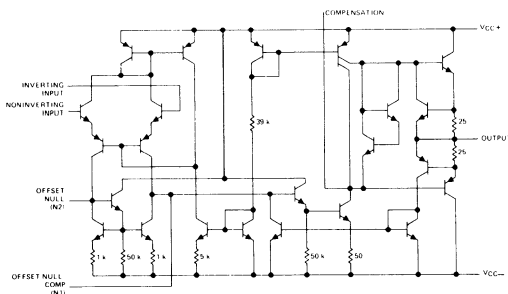 COMPENSATION
VCC+
INVERTING
INPUT
NONINVERTING
INPUT
39 k
25
OUTPUT
25
OFFSET
NULL
(N2)
1 k
50 k
1 k
5 k
50 k
50
OFFSET NULL
COMP
(N1)
VCC−